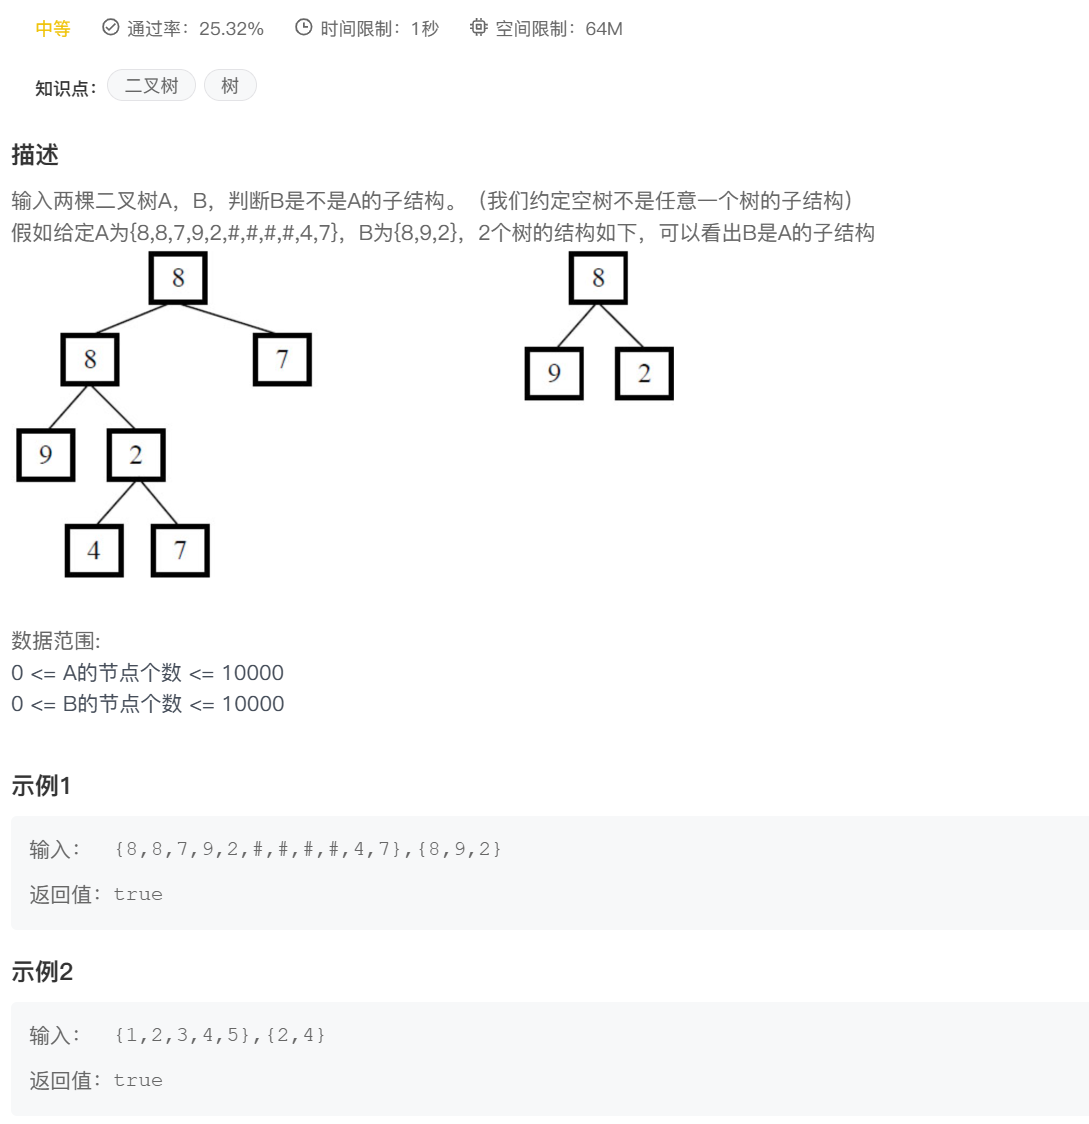 中等 通过率：25.32% 时间限制：1秒 空间限制：64M
知识点： 二叉树 树
描述
输入两棵二叉树A，B，判断B是不是A的子结构。（我们约定空树不是任意一个树的子结构）
假如给定A为{8,8,7,9,2,#,#,#,#,4,7}，B为{8,9,2}，2个树的结构如下，可以看出B是A的子结构
8 8
8 7 9 2
9 2
4 7
数据范围:
0 <= A的节点个数 <= 10000
0 <= B的节点个数 <= 10000
示例1
输入： {8,8,7,9,2,#,#,#,#,4,7},{8,9,2}
返回值：true
示例2
输入： {1,2,3,4,5},{2,4}
返回值：true